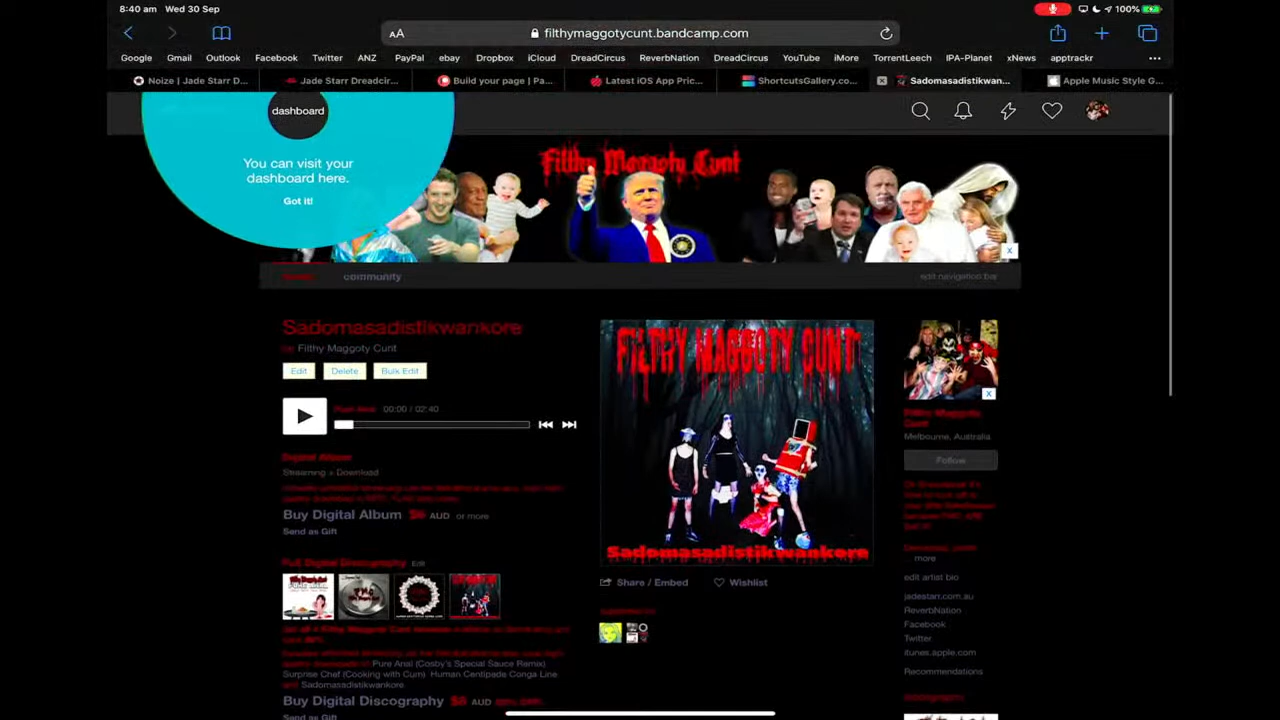 8:40 am Wed 30 Sep
100%
AA
filthymaggotycunt.bandcamp.com
Google Gmail Outlook Facebook Twitter ANZ PayPal ebay Dropbox iCloud DreadCircus ReverbNation DreadCircus YouTube iMore TorrentLeech IPA-Planet xNews apptrackr
Noize | Jade Starr D...
Jade Starr Dreadcir...
Build your page | Pa...
Latest iOS App Pric...
ShortcutsGallery.co...
Sadomasadistikwan...
Apple Music Style G...
dashboard
You can visit your
dashboard here.
Got it!
Filthy Maggoty Cunt
X
community
edit navigation bar
Sadomasadistikwankore
by Filthy Maggoty Cunt
Edit Delete Bulk Edit
00:00 / 02:40
Digital Album
Streaming + Download
Buy Digital Album $6 AUD or more
Send as Gift
Full Digital Discography Edit
Pure Anal (Cosby's Special Sauce Remix)
Surprise Chef (Cooking with Cum) Human Centipade Conga Line
Sadomasadistikwankore
Buy Digital Discography AUD
Send as Gift
FILTHY MAGGOTY CUNT
Sadomasadistikwankore
Share / Embed
Wishlist
X
Filthy Maggoty
Cunt
Melbourne, Australia
Follow
more
edit artist bio
jadestarr.com.au
ReverbNation
Facebook
Twitter
itunes.apple.com
Recommendations